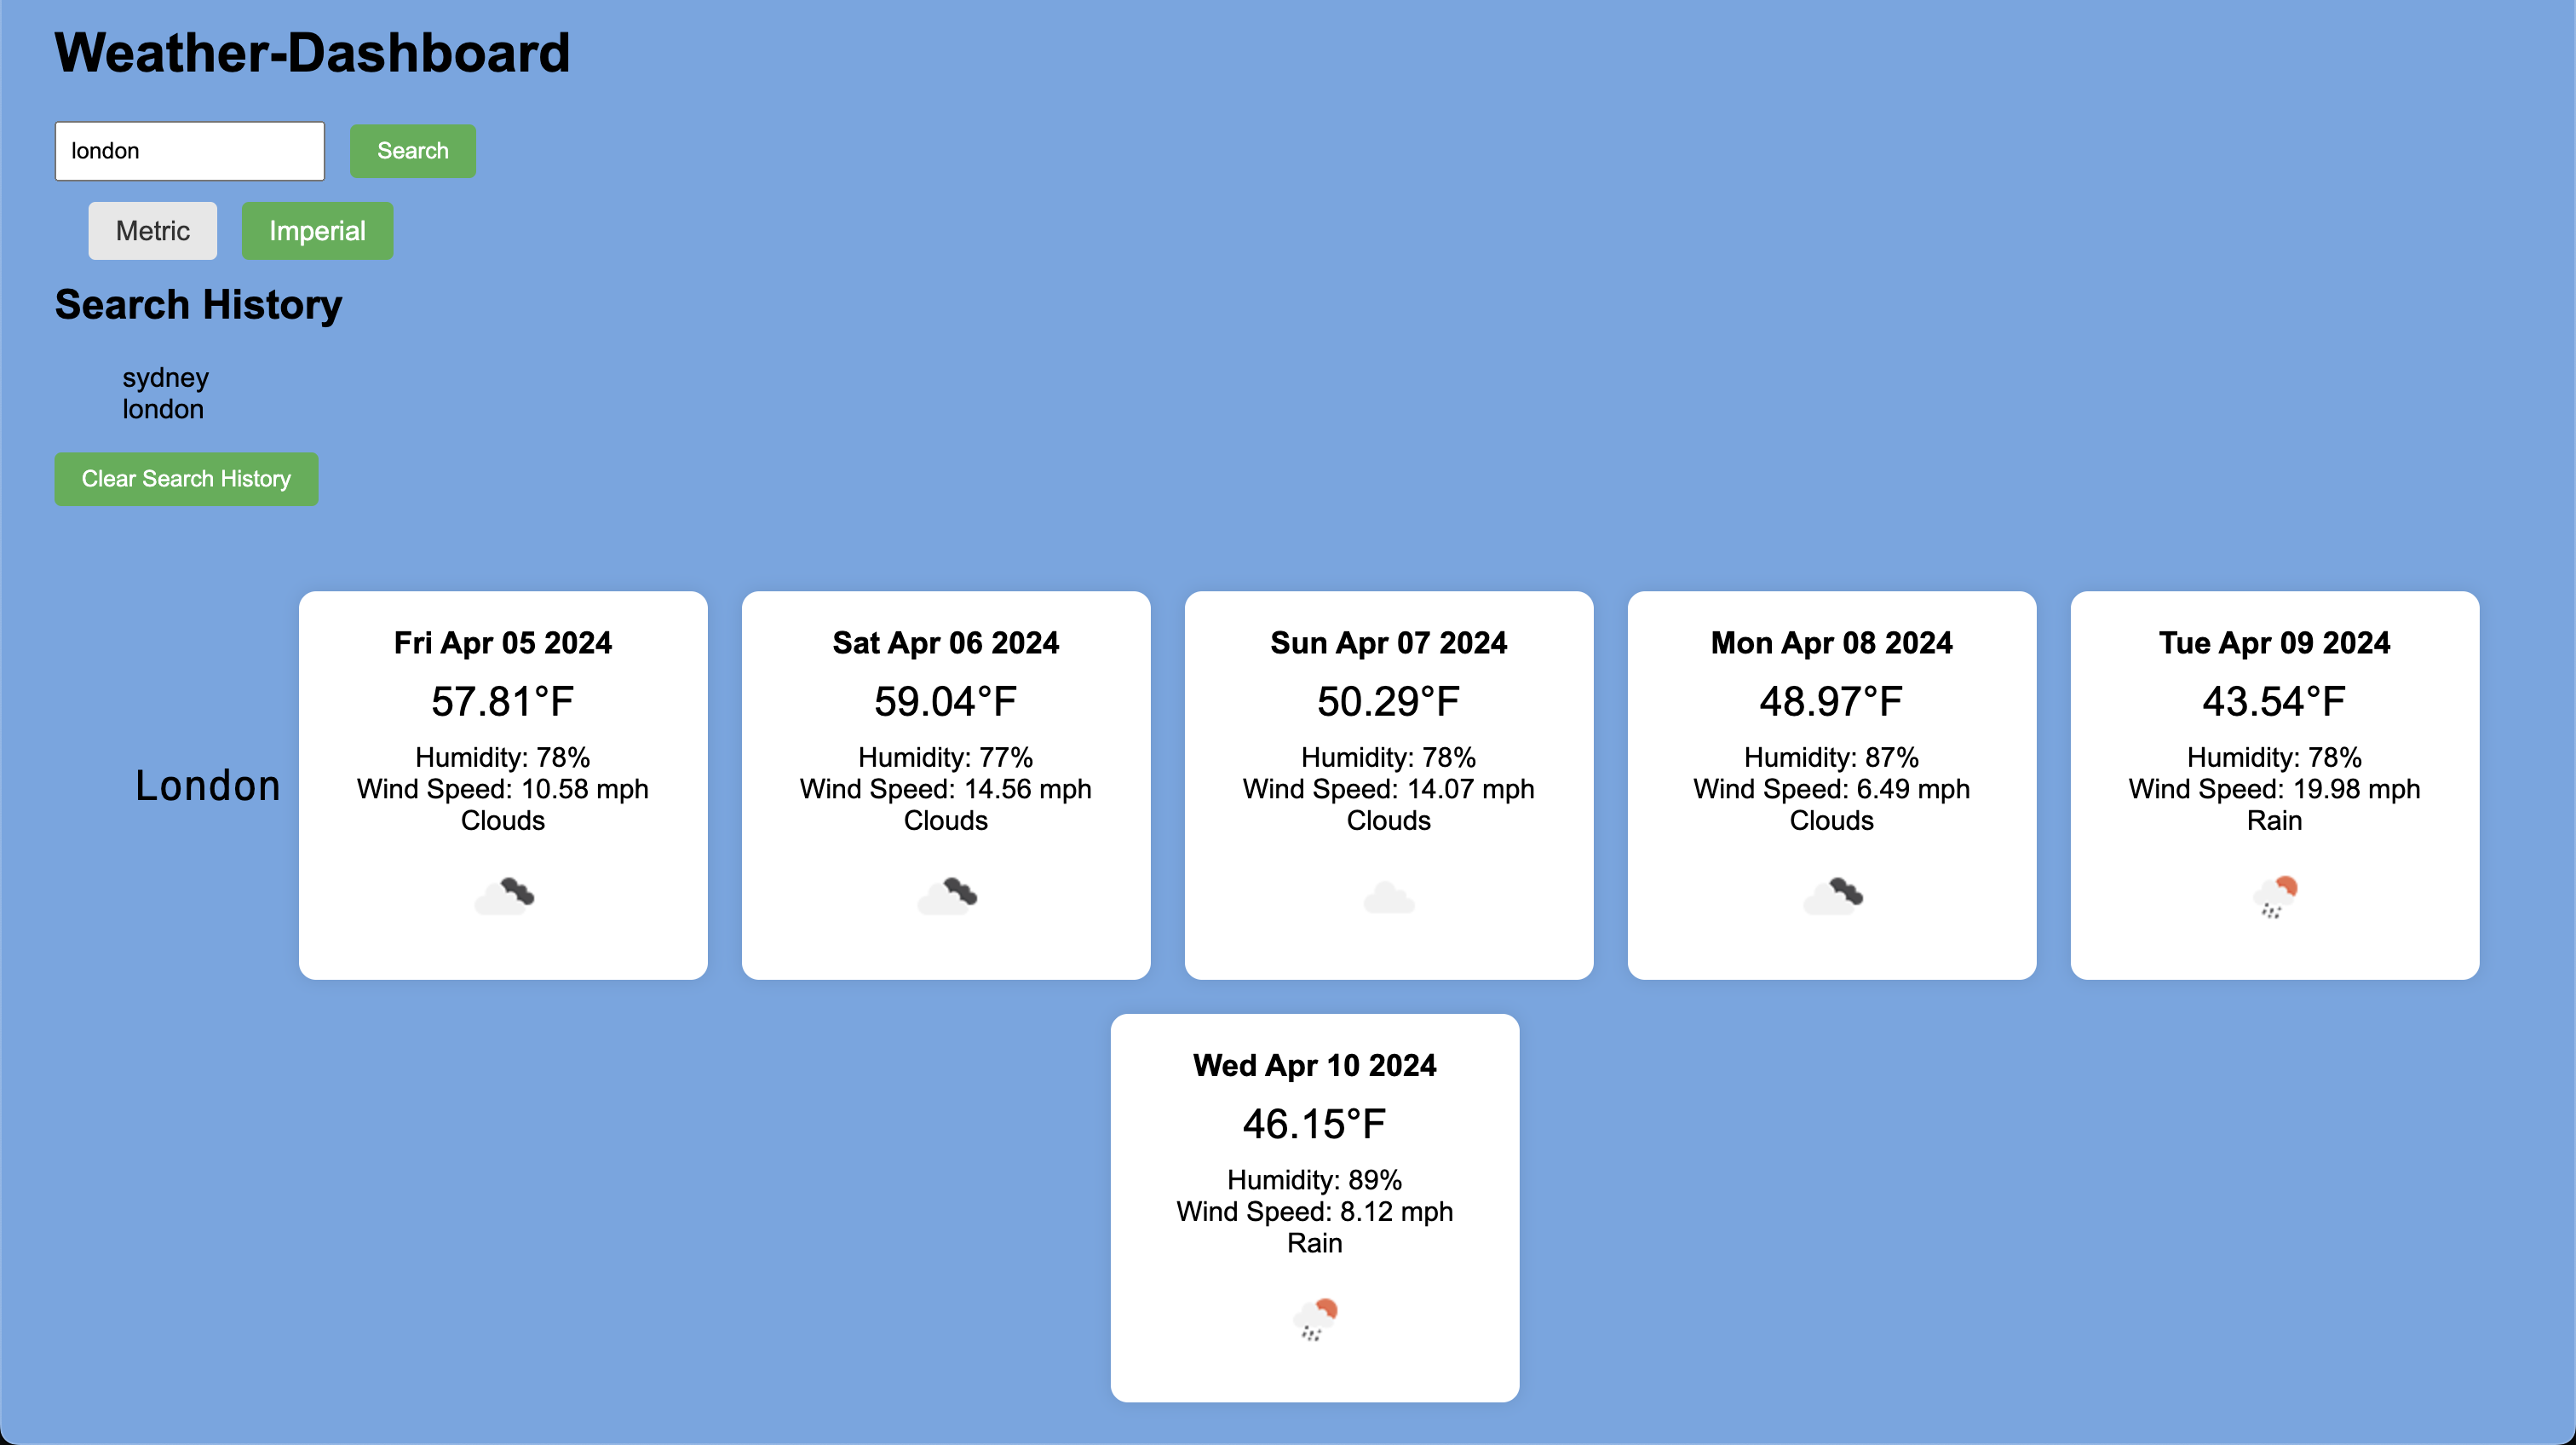 Weather-Dashboard
london
Search
Metric
Imperial
Search History
sydney
london
Clear Search History
London
Fri Apr 05 2024
57.81°F
Humidity: 78%
Wind Speed: 10.58 mph
Clouds
Sat Apr 06 2024
59.04°F
Humidity: 77%
Wind Speed: 14.56 mph
Clouds
Sun Apr 07 2024
50.29°F
Humidity: 78%
Wind Speed: 14.07 mph
Clouds
Mon Apr 08 2024
48.97°F
Humidity: 87%
Wind Speed: 6.49 mph
Clouds
Tue Apr 09 2024
43.54°F
Humidity: 78%
Wind Speed: 19.98 mph
Rain
Wed Apr 10 2024
46.15°F
Humidity: 89%
Wind Speed: 8.12 mph
Rain